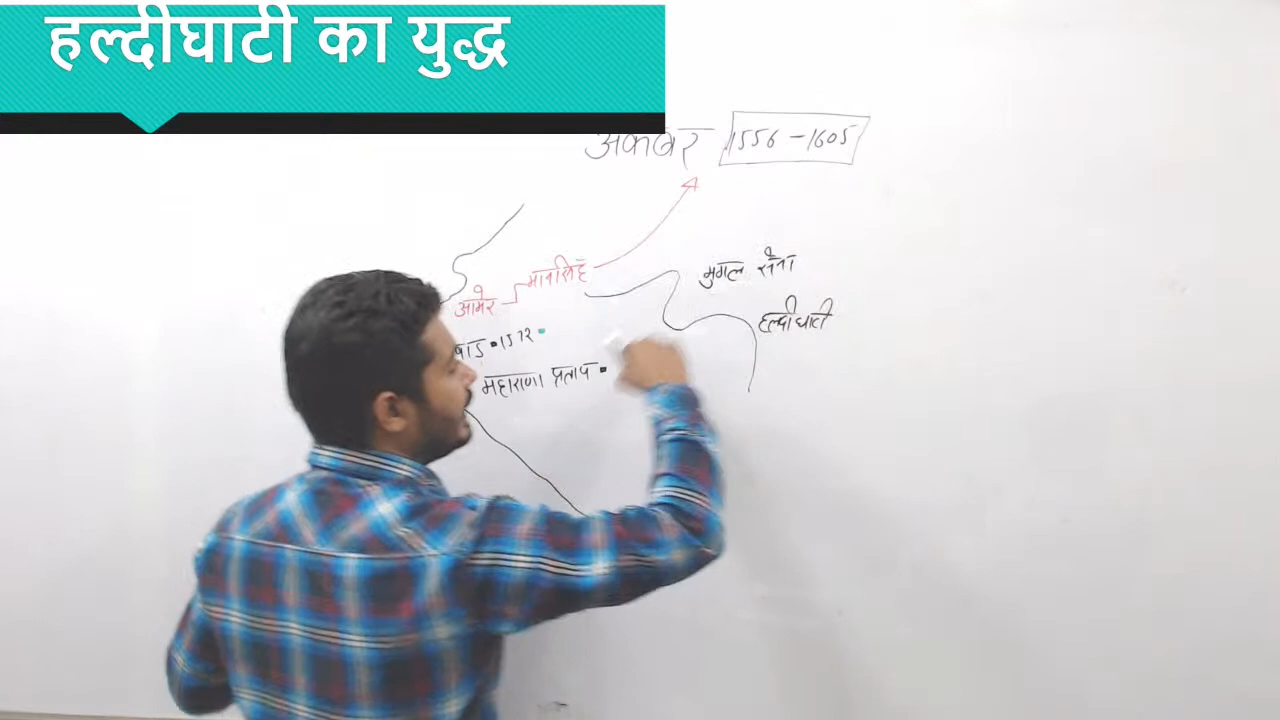 हल्दीघाटी का युद्ध
अकबर 1556-1605
मुगल सेना
आमेर मानसिंह
हल्दीघाटी
वाड 1572
महाराणा प्रताप